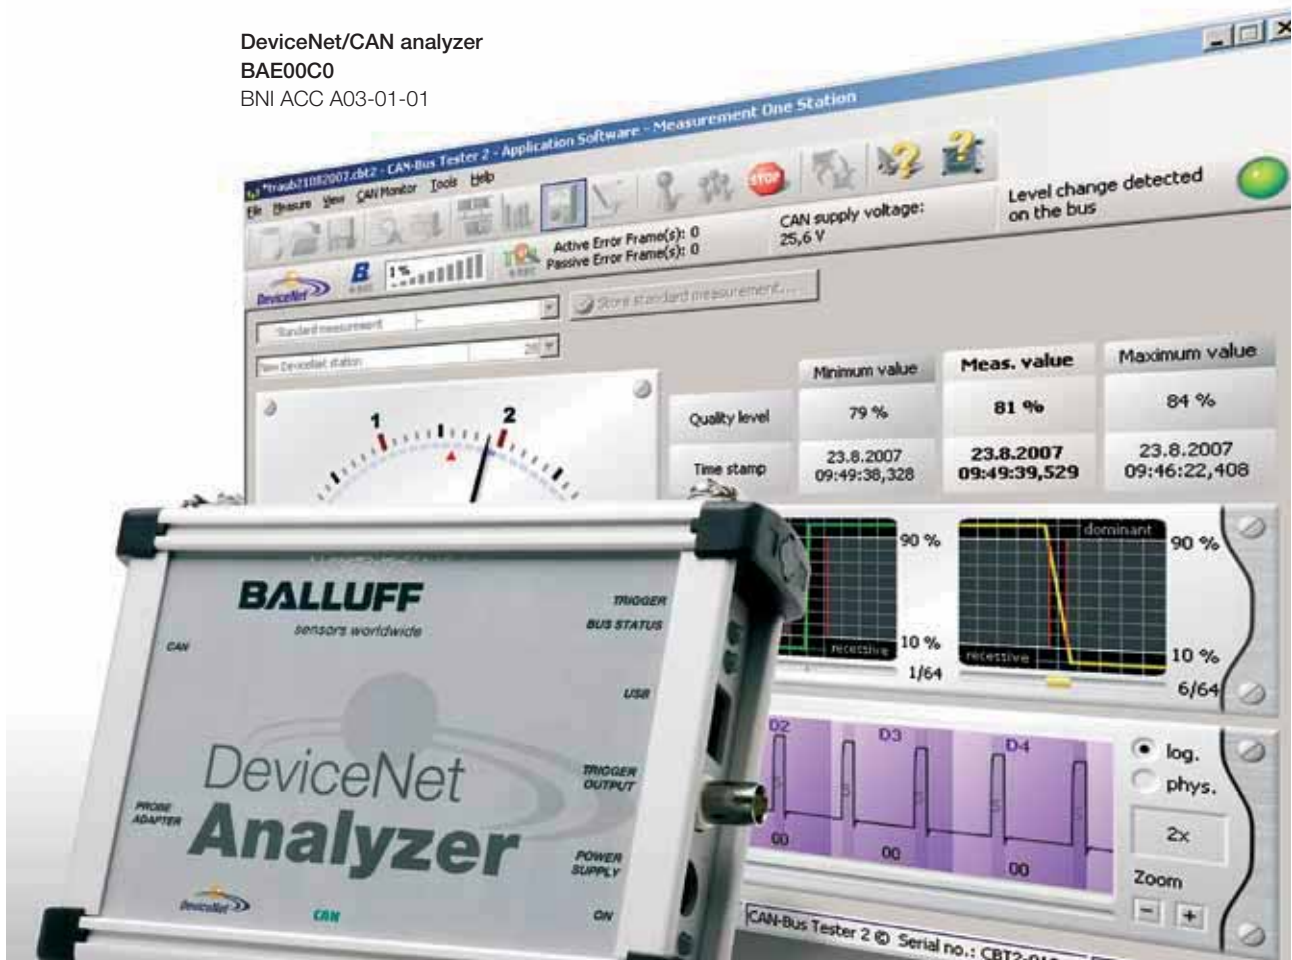 DeviceNet/CAN analyzer
BAE00C0
BNI ACC A03-01-01
*traub21082007.cbt2 - CAN-Bus Tester 2 - Application Software - Measurement One Station
File Measure View CAN Monitor Tools Help
STOP
DeviceNet
B
1 %
Active Error Frame(s): 0
Passive Error Frame(s): 0
CAN supply voltage:
25,6 V
Level change detected
on the bus
Standard measurement
Store standard measurement...
New DeviceNet station
1 2
Minimum value Meas. value Maximum value
Quality level 79 % 81 % 84 %
Time stamp 23.8.2007 09:49:38,328 23.8.2007 09:49:39,529 23.8.2007 09:46:22,408
90 % dominant 90 %
recessive 10 % recessive 10 %
1/64 6/64
D2 D3 D4
S S S S
00 00 00
log.
phys.
2x
Zoom
- +
CAN-Bus Tester 2 © Serial no.: CBT2-
BALLUFF
sensors worldwide
CAN
TRIGGER
BUS STATUS
USB
DeviceNet
Analyzer
TRIGGER
OUTPUT
PROBE
ADAPTER
POWER
SUPPLY
DeviceNet
CAN
ON